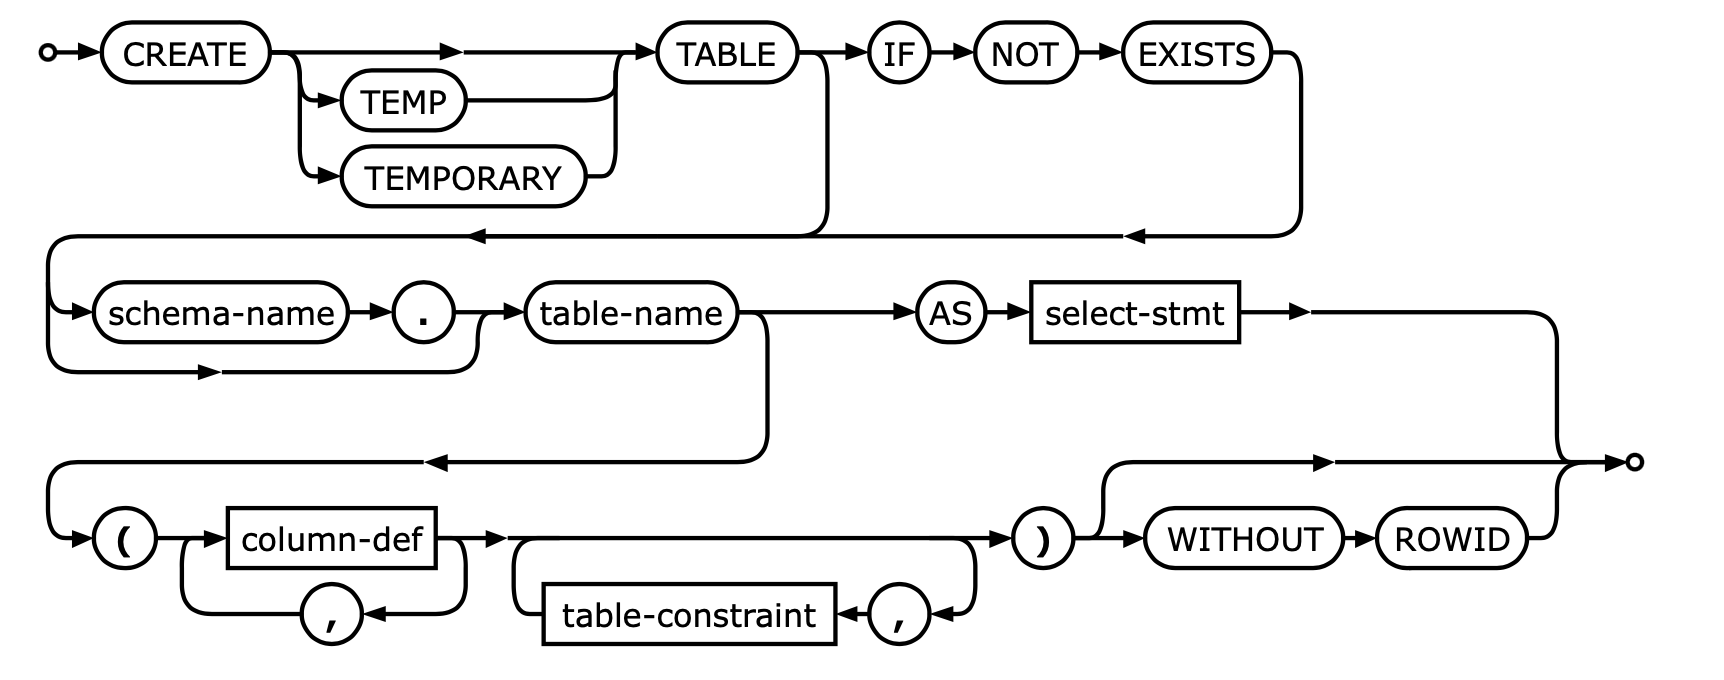 CREATE TABLE IF NOT EXISTS
TEMP
TEMPORARY
schema-name . table-name AS select-stmt
( column-def ) WITHOUT ROWID
, table-constraint ,